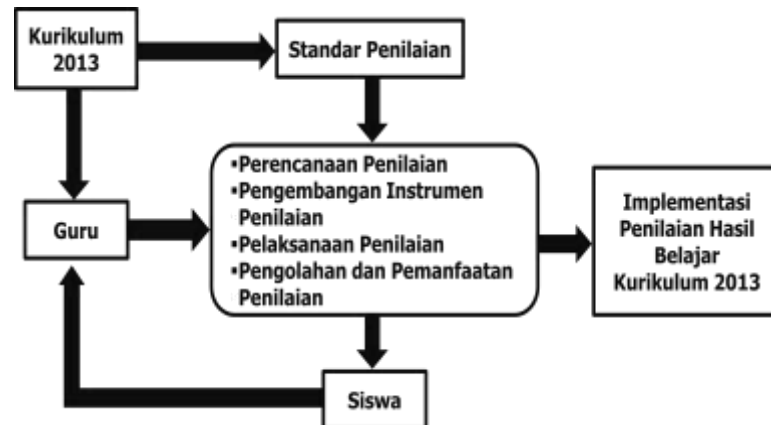 Kurikulum
2013
Standar Penilaian
▪Perencanaan Penilaian
▪Pengembangan Instrumen
Penilaian
▪Pelaksanaan Penilaian
▪Pengolahan dan Pemanfaatan
Penilaian
Guru
Implementasi
Penilaian Hasil
Belajar
Kurikulum 2013
Siswa